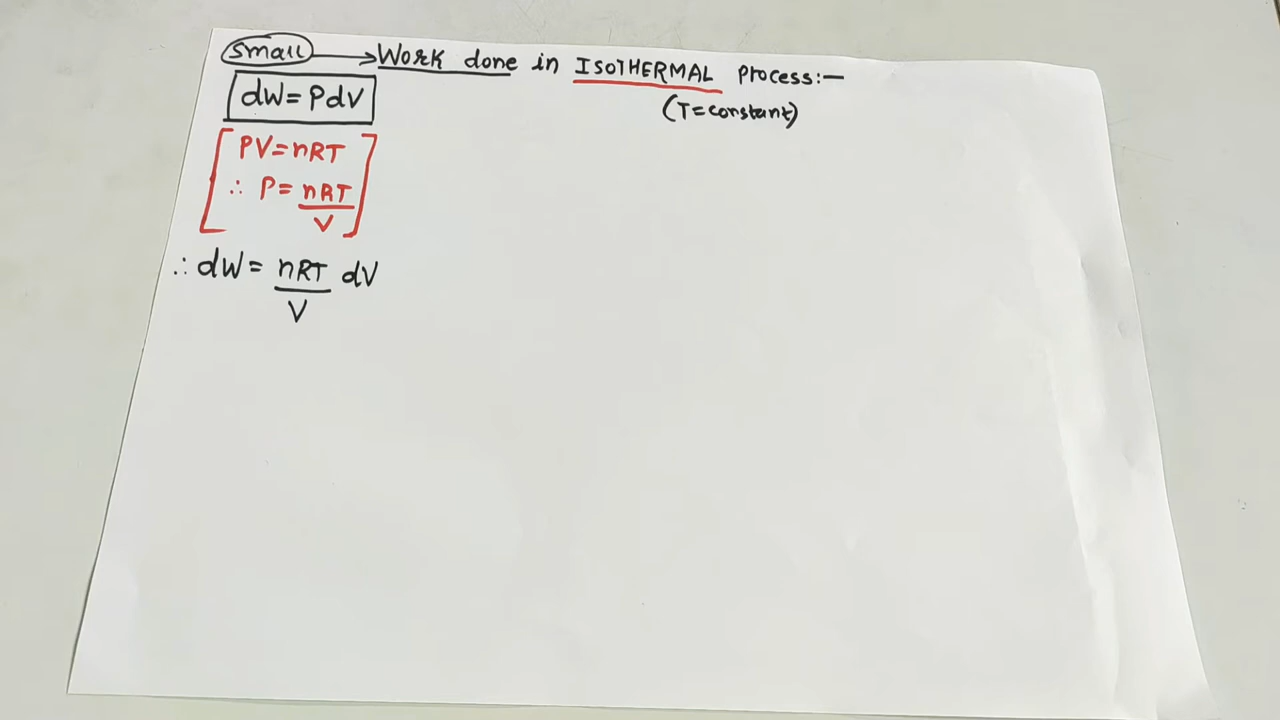 small → Work done in ISOTHERMAL Process:—
(T=constant)
dW = PdV
PV = nRT
∴ P = nRT/V
∴ dW = nRT/V dV